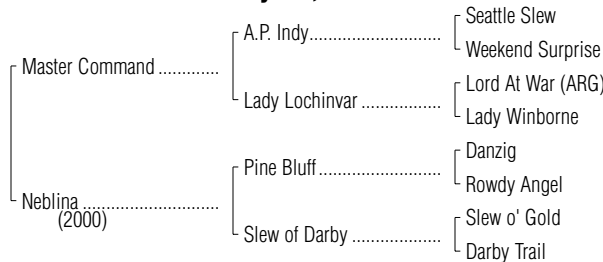 Seattle Slew
A.P. Indy
Weekend Surprise
Master Command
Lord At War (ARG)
Lady Lochinvar
Lady Winborne
Danzig
Pine Bluff
Rowdy Angel
Neblina
(2000)
Slew o' Gold
Slew of Darby
Darby Trail